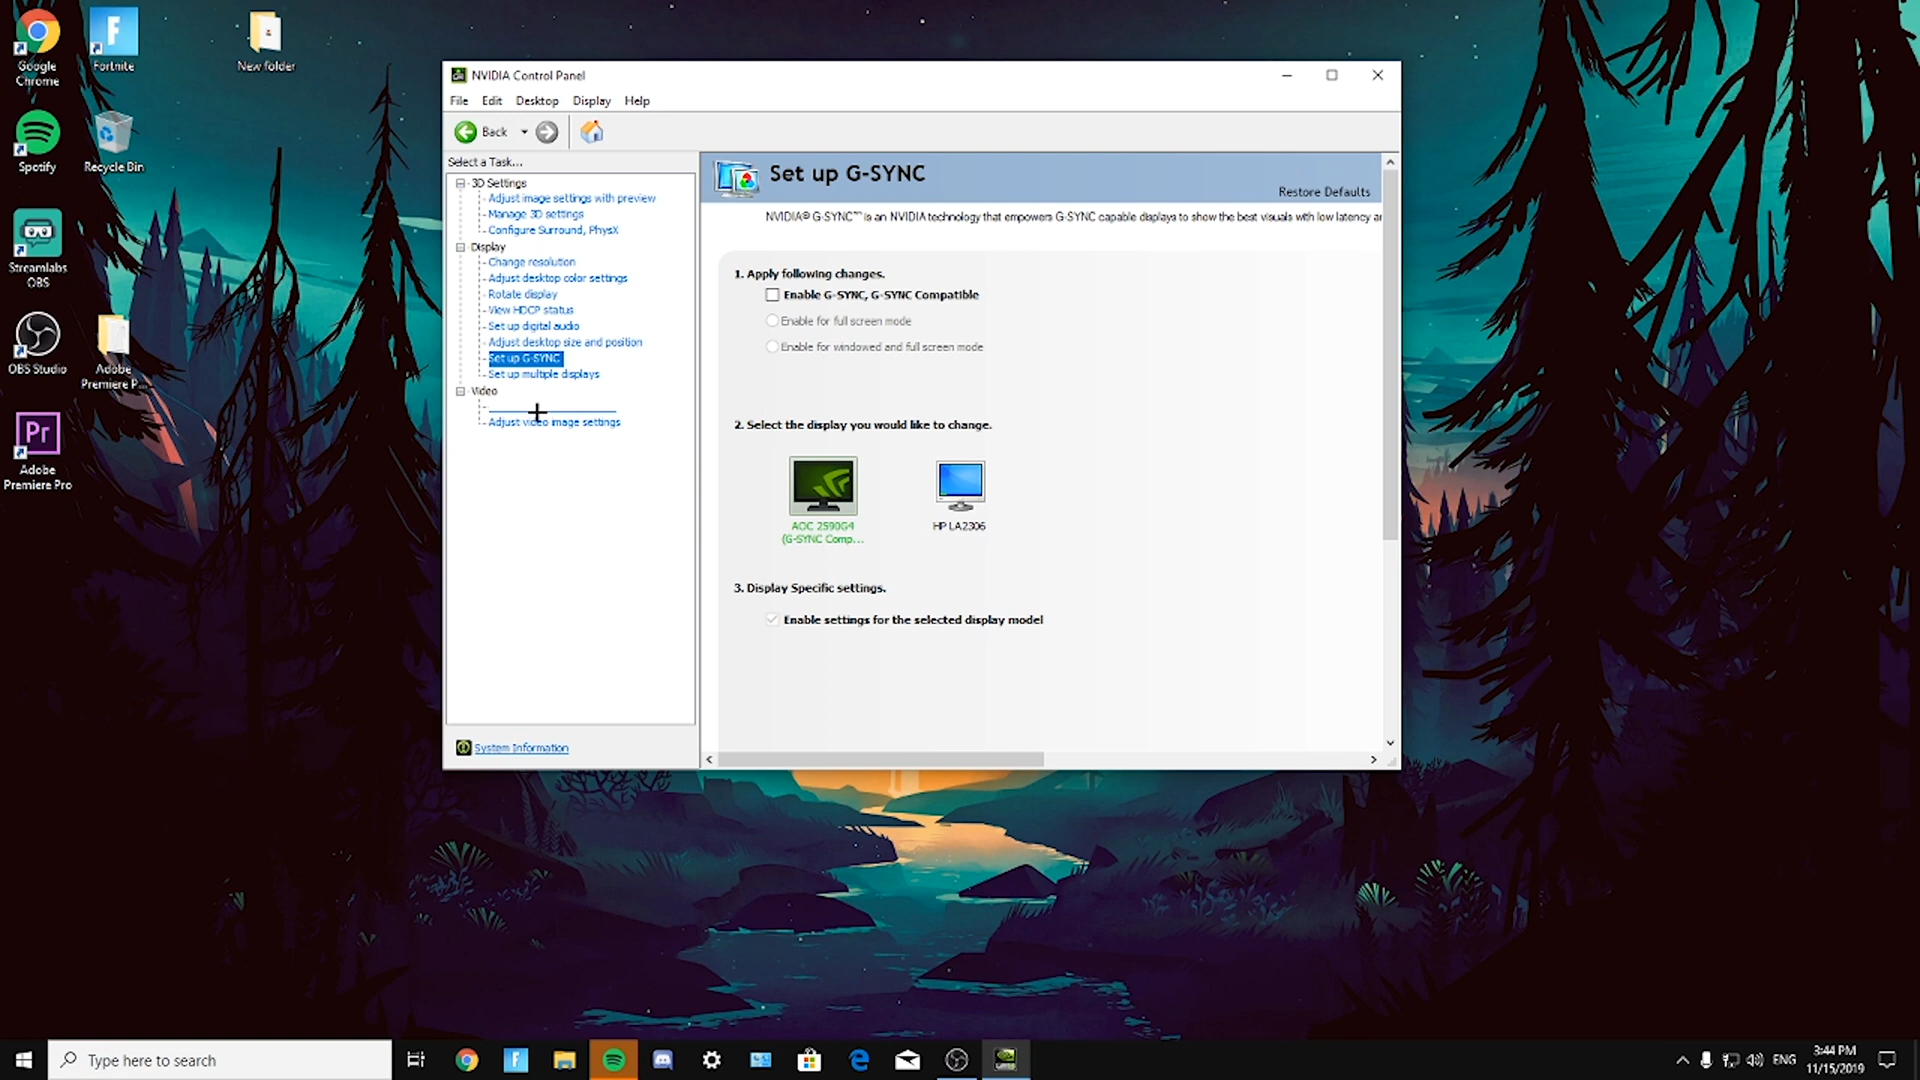 Google
Chrome
Fortnite
New folder
Spotify
Recycle Bin
Streamlabs
OBS
OBS Studio
Adobe
Premiere P...
Pr
Adobe
Premiere Pro
NVIDIA Control Panel
File Edit Desktop Display Help
Back
Select a Task...
3D Settings
Adjust image settings with preview
Manage 3D settings
Configure Surround, PhysX
Display
Change resolution
Adjust desktop color settings
Rotate display
View HDCP status
Set up digital audio
Adjust desktop size and position
Set up G-SYNC
Set up multiple displays
Video
Adjust video image settings
System Information
Set up G-SYNC
Restore Defaults
NVIDIA® G-SYNC™ is an NVIDIA technology that empowers G-SYNC capable displays to show the best visuals with low latency ar
1. Apply following changes.
Enable G-SYNC, G-SYNC Compatible
Enable for full screen mode
Enable for windowed and full screen mode
2. Select the display you would like to change.
AOC 2590G4
(G-SYNC Comp...
HP LA2306
3. Display Specific settings.
Enable settings for the selected display model
Type here to search
ENG
3:44 PM
11/15/2019